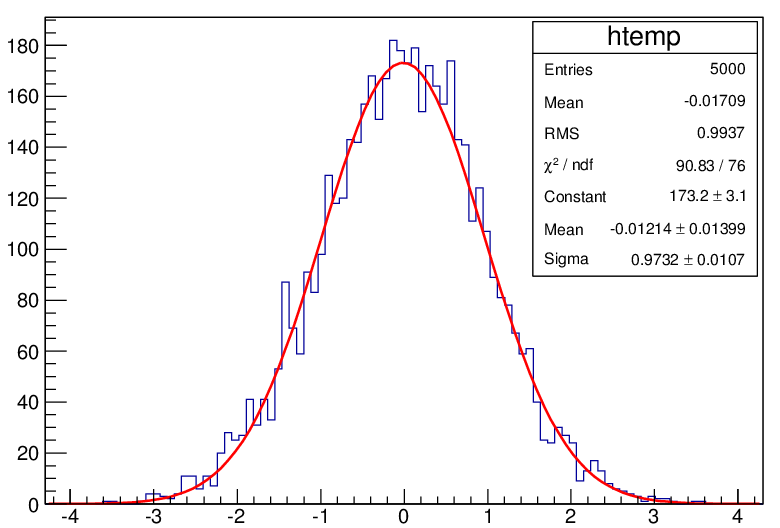 htemp
Entries 5000
Mean -0.01709
RMS 0.9937
χ² / ndf 90.83 / 76
Constant 173.2 ± 3.1
Mean -0.01214 ± 0.01399
Sigma 0.9732 ± 0.0107
180
160
140
120
100
80
60
40
20
0
-4 -3 -2 -1 0 1 2 3 4